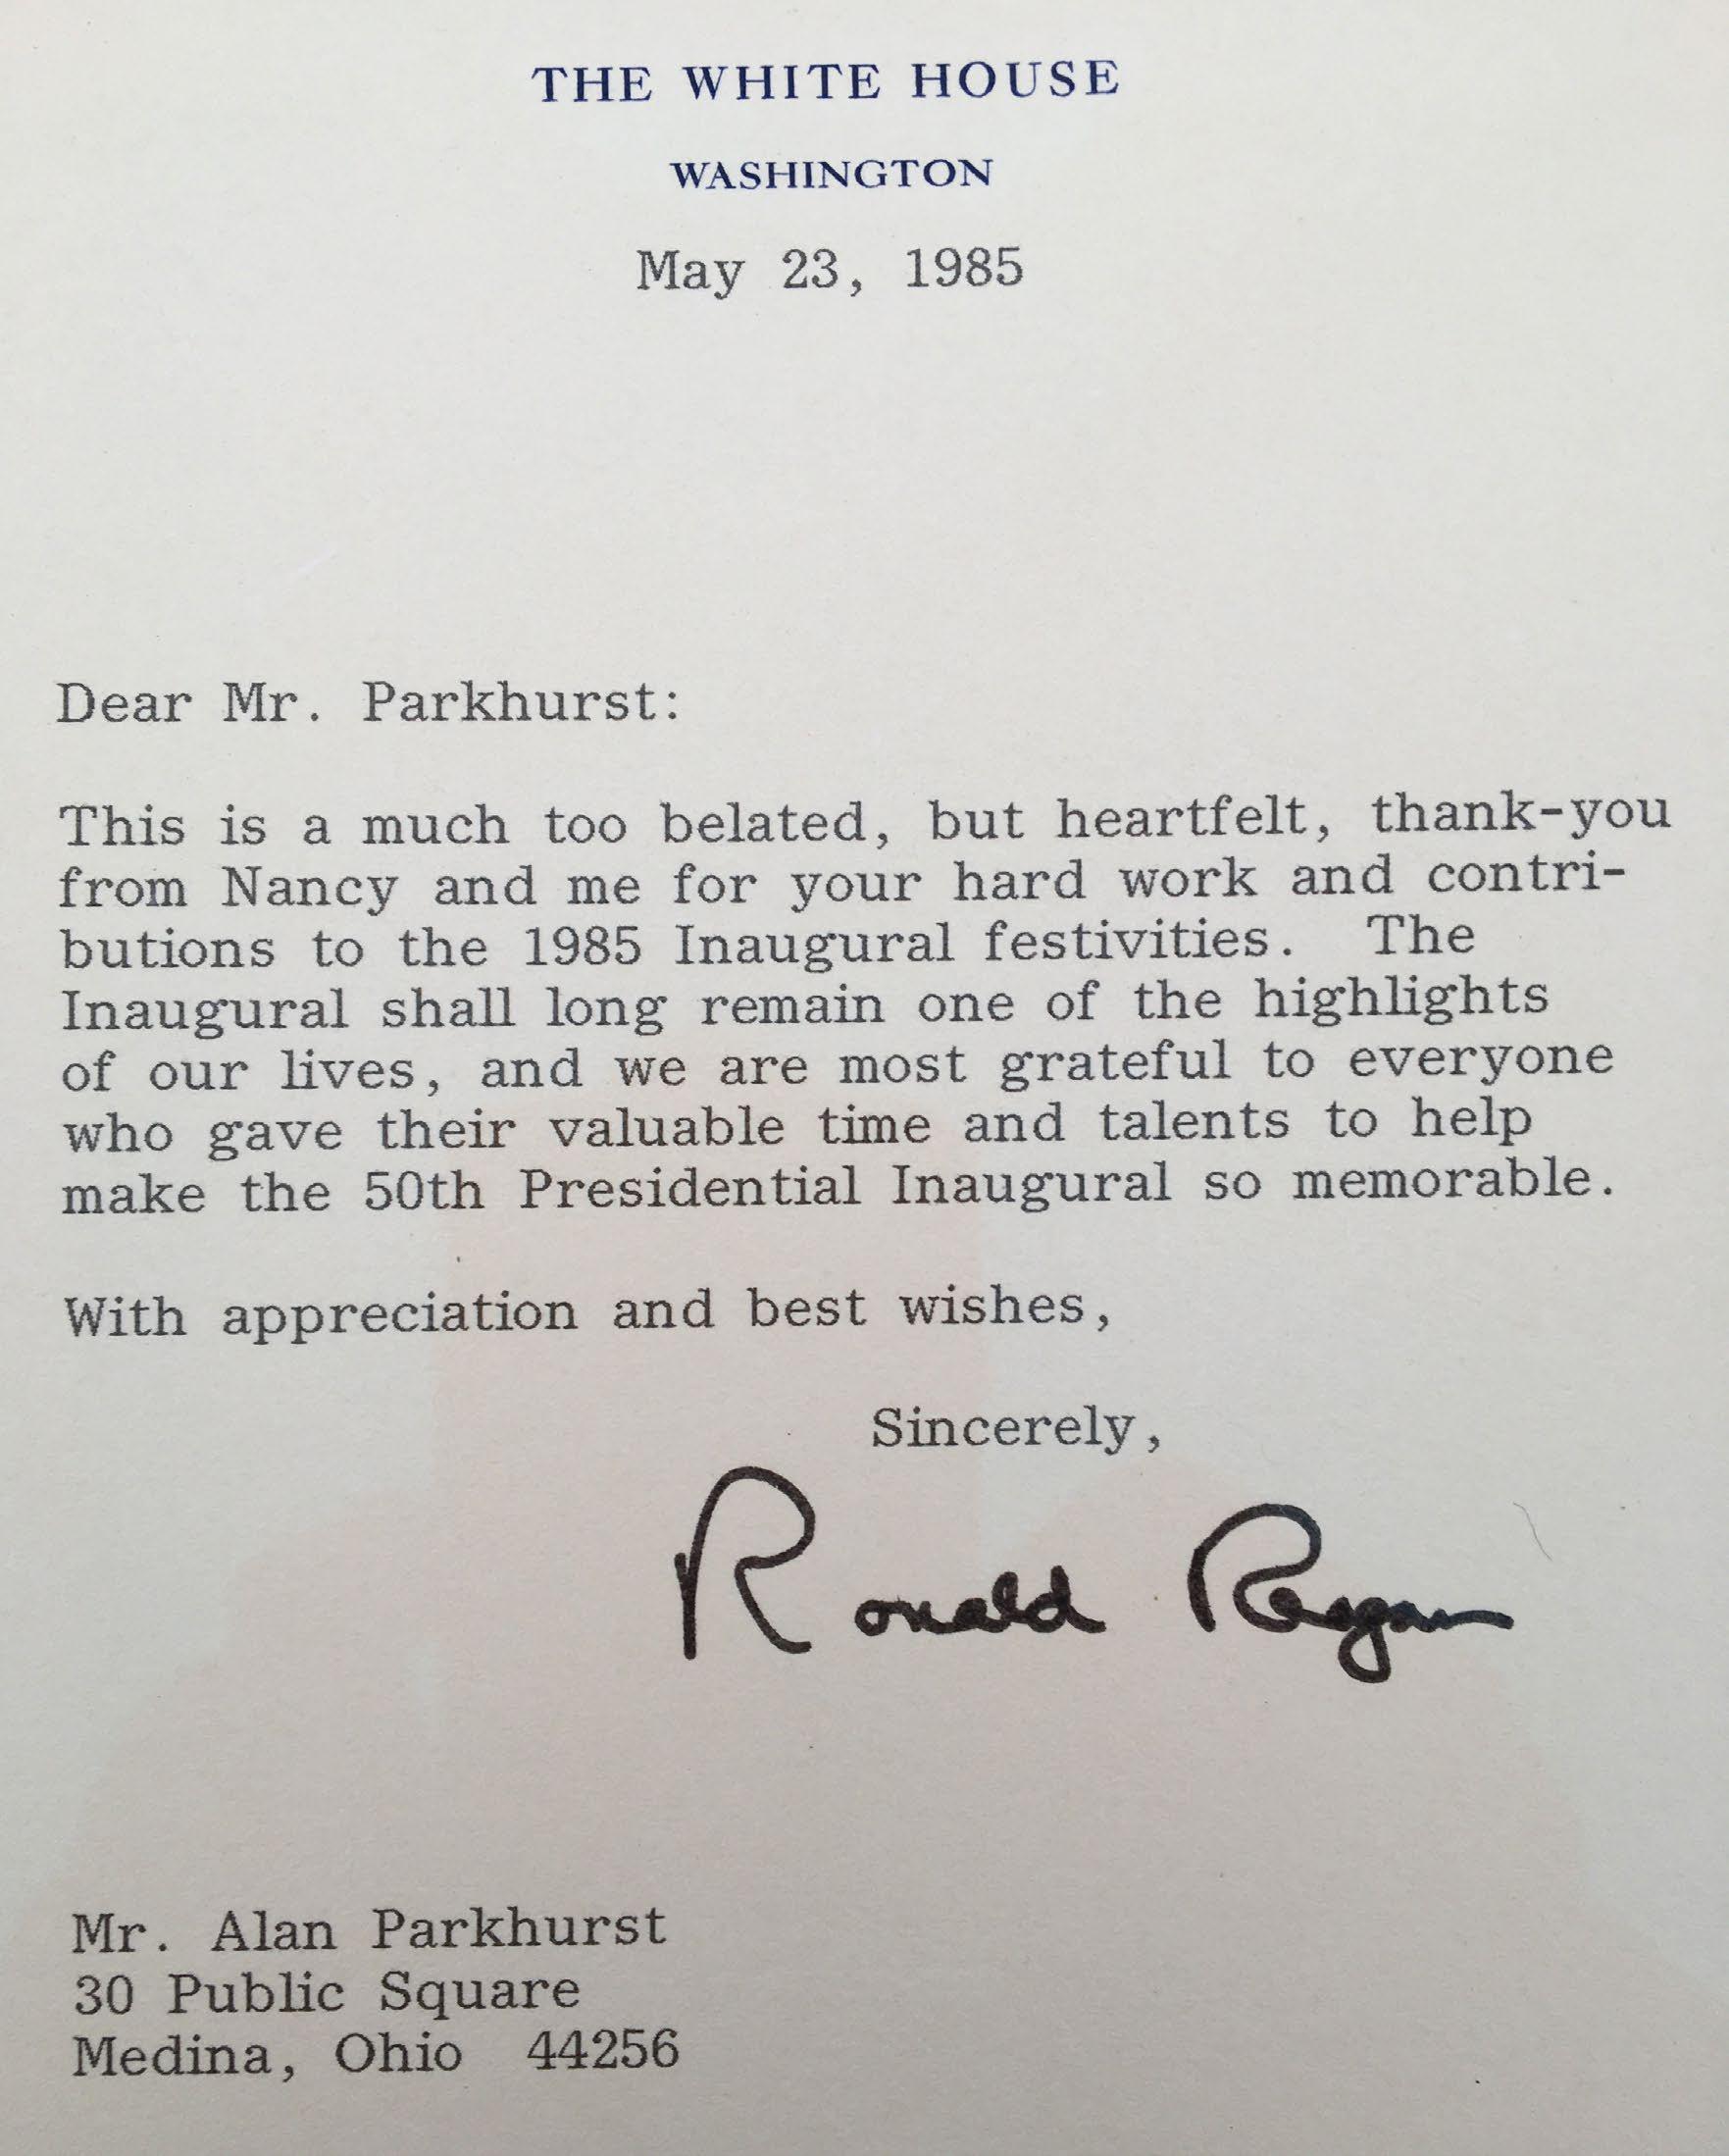 THE WHITE HOUSE
WASHINGTON
May 23, 1985
Dear Mr. Parkhurst:
This is a much too belated, but heartfelt, thank-you
from Nancy and me for your hard work and contri-
butions to the 1985 Inaugural festivities. The
Inaugural shall long remain one of the highlights
of our lives, and we are most grateful to everyone
who gave their valuable time and talents to help
make the 50th Presidential Inaugural so memorable.
With appreciation and best wishes,
Sincerely,
Ronald Reagan
Mr. Alan Parkhurst
30 Public Square
Medina, Ohio 44256